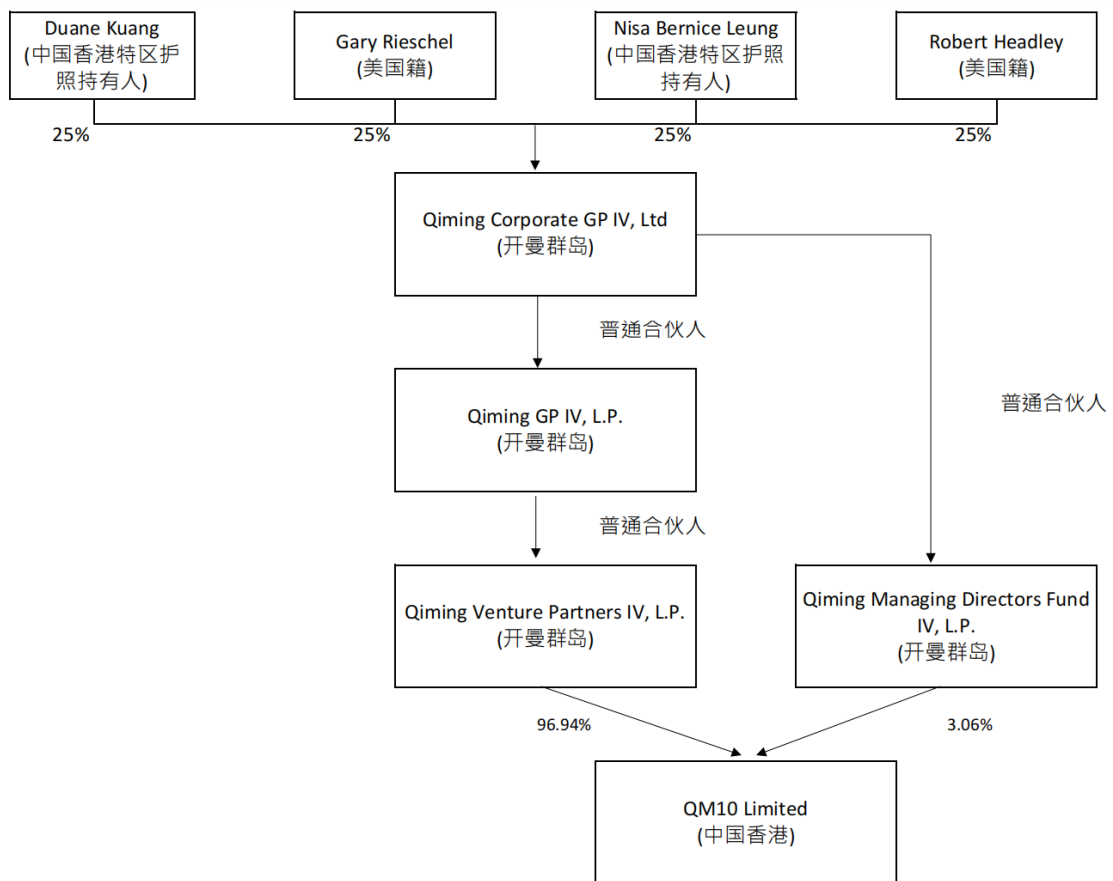 Duane Kuang
(中国香港特区护
照持有人)
Gary Rieschel
(美国籍)
Nisa Bernice Leung
(中国香港特区护照
持有人)
Robert Headley
(美国籍)
25%
25%
25%
25%
Qiming Corporate GP IV, Ltd
(开曼群岛)
普通合伙人
Qiming GP IV, L.P.
(开曼群岛)
普通合伙人
普通合伙人
Qiming Venture Partners IV, L.P.
(开曼群岛)
Qiming Managing Directors Fund
IV, L.P.
(开曼群岛)
96.94%
3.06%
QM10 Limited
(中国香港)